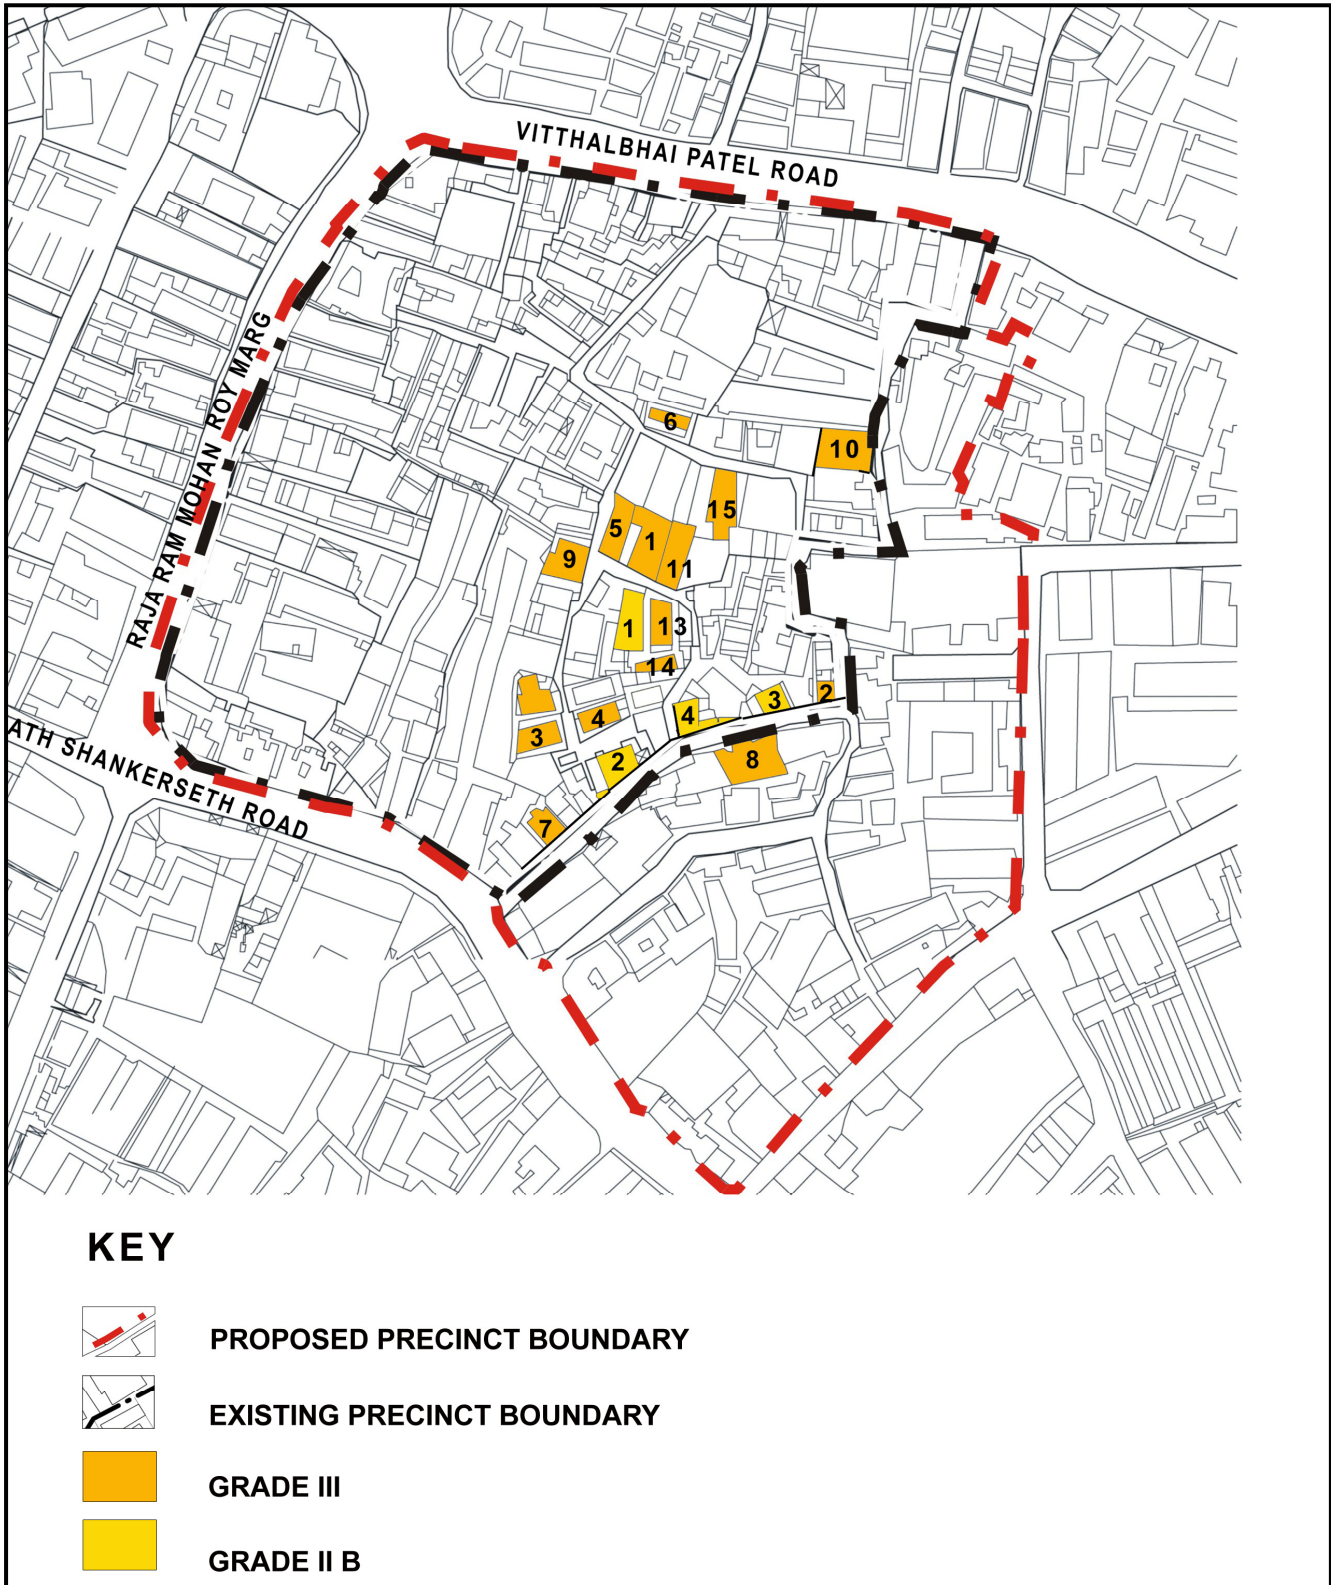 VITTHALBHAI PATEL ROAD
RAJA RAM MOHAN ROY MARG
ATH SHANKERSETH ROAD
6
10
15
5
1
11
9
1
13
14
3
2
4
4
3
2
8
7
KEY
PROPOSED PRECINCT BOUNDARY
EXISTING PRECINCT BOUNDARY
GRADE III
GRADE II B